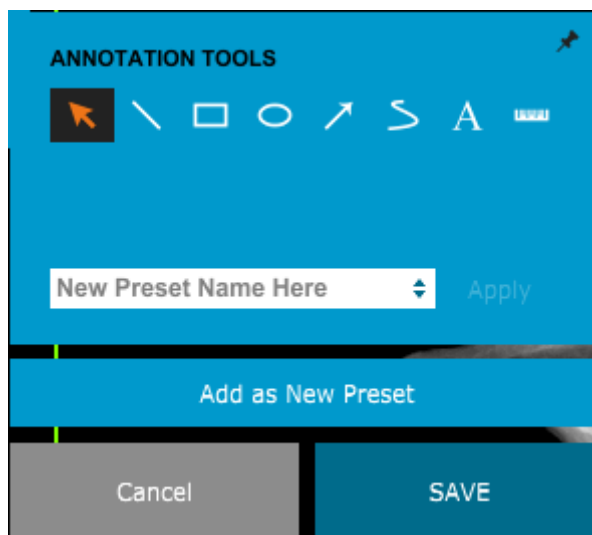 ANNOTATION TOOLS
A
New Preset Name Here
Apply
Add as New Preset
Cancel
SAVE